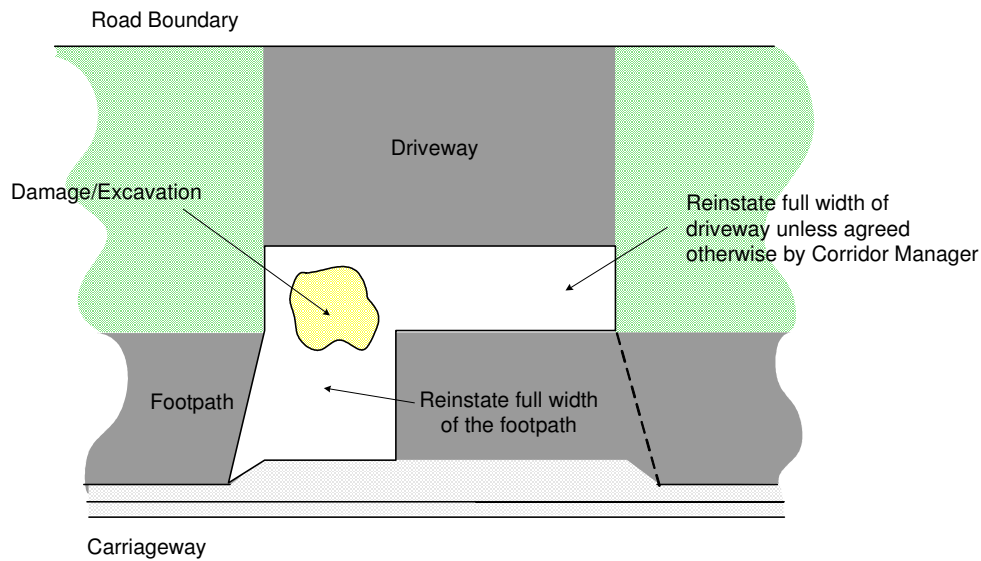 Road Boundary
Driveway
Damage/Excavation
Reinstate full width of
driveway unless agreed
otherwise by Corridor Manager
Footpath
Reinstate full width
of the footpath
Carriageway